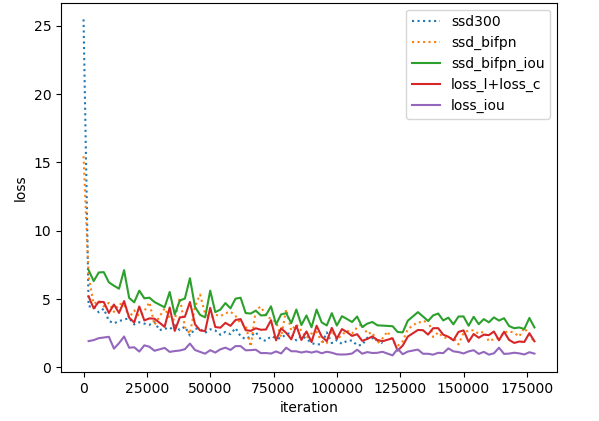 25
20
15
10
5
0
loss
0 25000 50000 75000 100000 125000 150000 175000
iteration
ssd300
ssd_bifpn
ssd_bifpn_iou
loss_l+loss_c
loss_iou